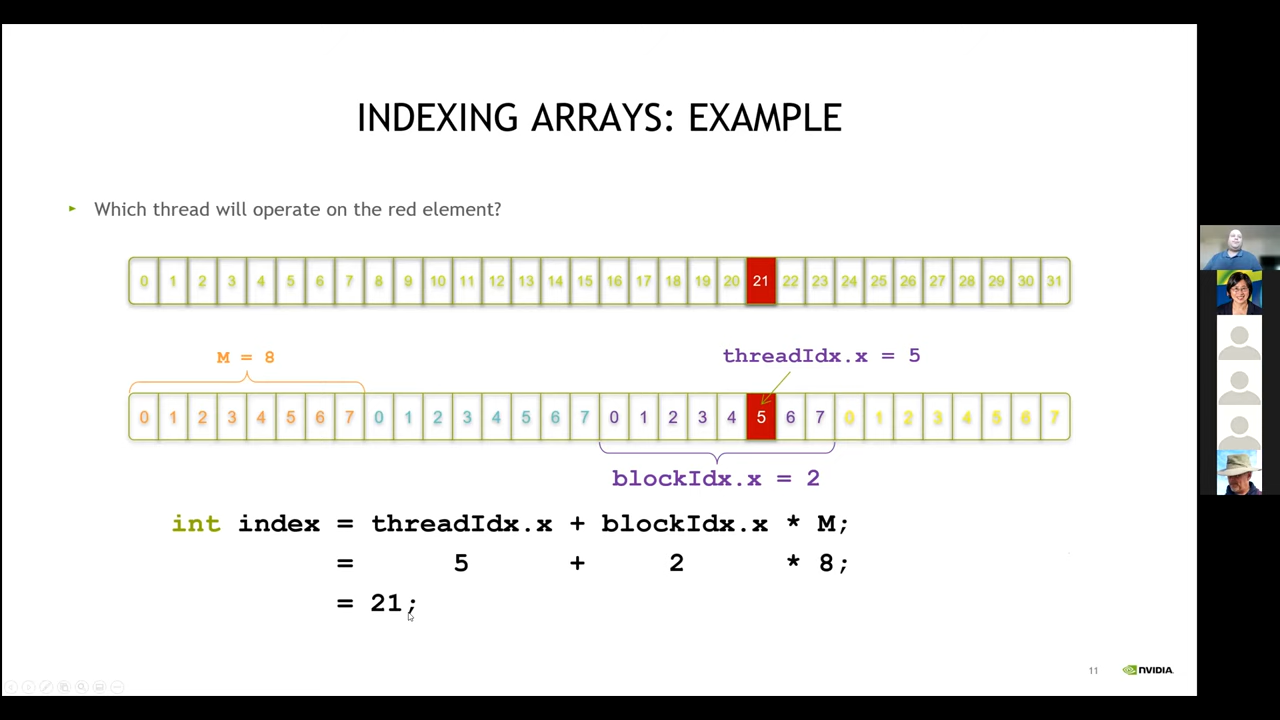 INDEXING ARRAYS: EXAMPLE
Which thread will operate on the red element?
0 1 2 3 4 5 6 7 8 9 10 11 12 13 14 15 16 17 18 19 20 21 22 23 24 25 26 27 28 29 30 31
M = 8
threadIdx.x = 5
0 1 2 3 4 5 6 7 0 1 2 3 4 5 6 7 0 1 2 3 4 5 6 7 0 1 2 3 4 5 6 7
blockIdx.x = 2
int index = threadIdx.x + blockIdx.x * M;
= 5 + 2 * 8;
= 21;
11
NVIDIA.